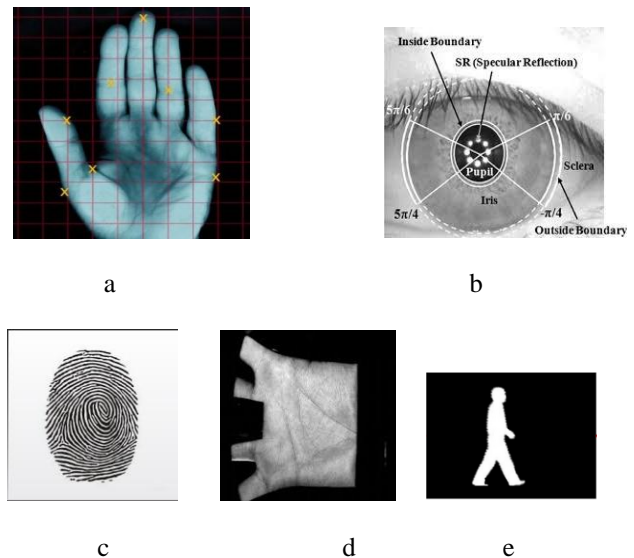 Inside Boundary
SR (Specular Reflection)
5π/6
π/6
Sclera
Pupil
Iris
5π/4
-π/4
Outside Boundary
a
b
c
d
e